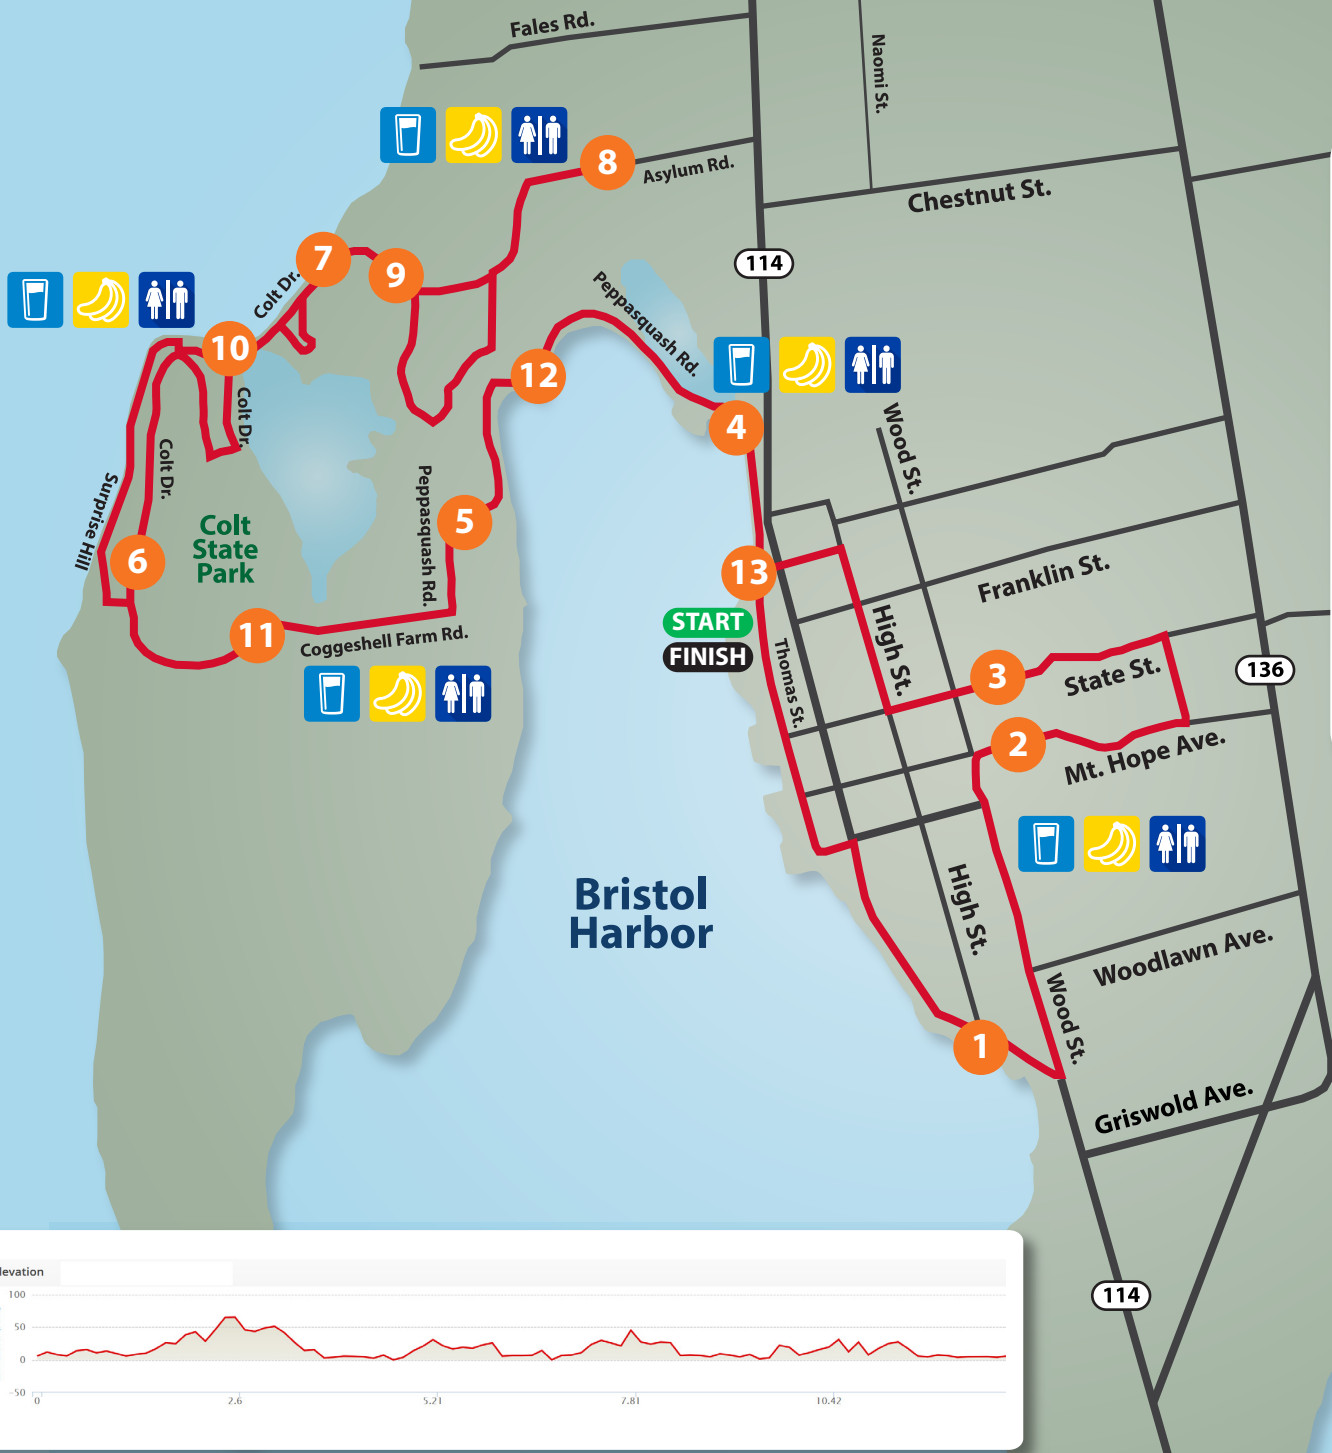 Fales Rd.
Naomi St.
8
Asylum Rd.
Chestnut St.
7
9
114
Colt Dr.
Peppasquash Rd.
10
12
4
Colt Dr.
Wood St.
Colt Dr.
Surprise Hill
Peppasquash Rd.
5
Colt
State
Park
6
13
Franklin St.
START
FINISH
High St.
11
Coggeshell Farm Rd.
Thomas St.
3
State St.
136
2
Mt. Hope Ave.
Bristol
Harbor
High St.
Woodlawn Ave.
Wood St.
1
Griswold Ave.
114
levation
100
50
0
-50
0
2.6
5.21
7.81
10.42